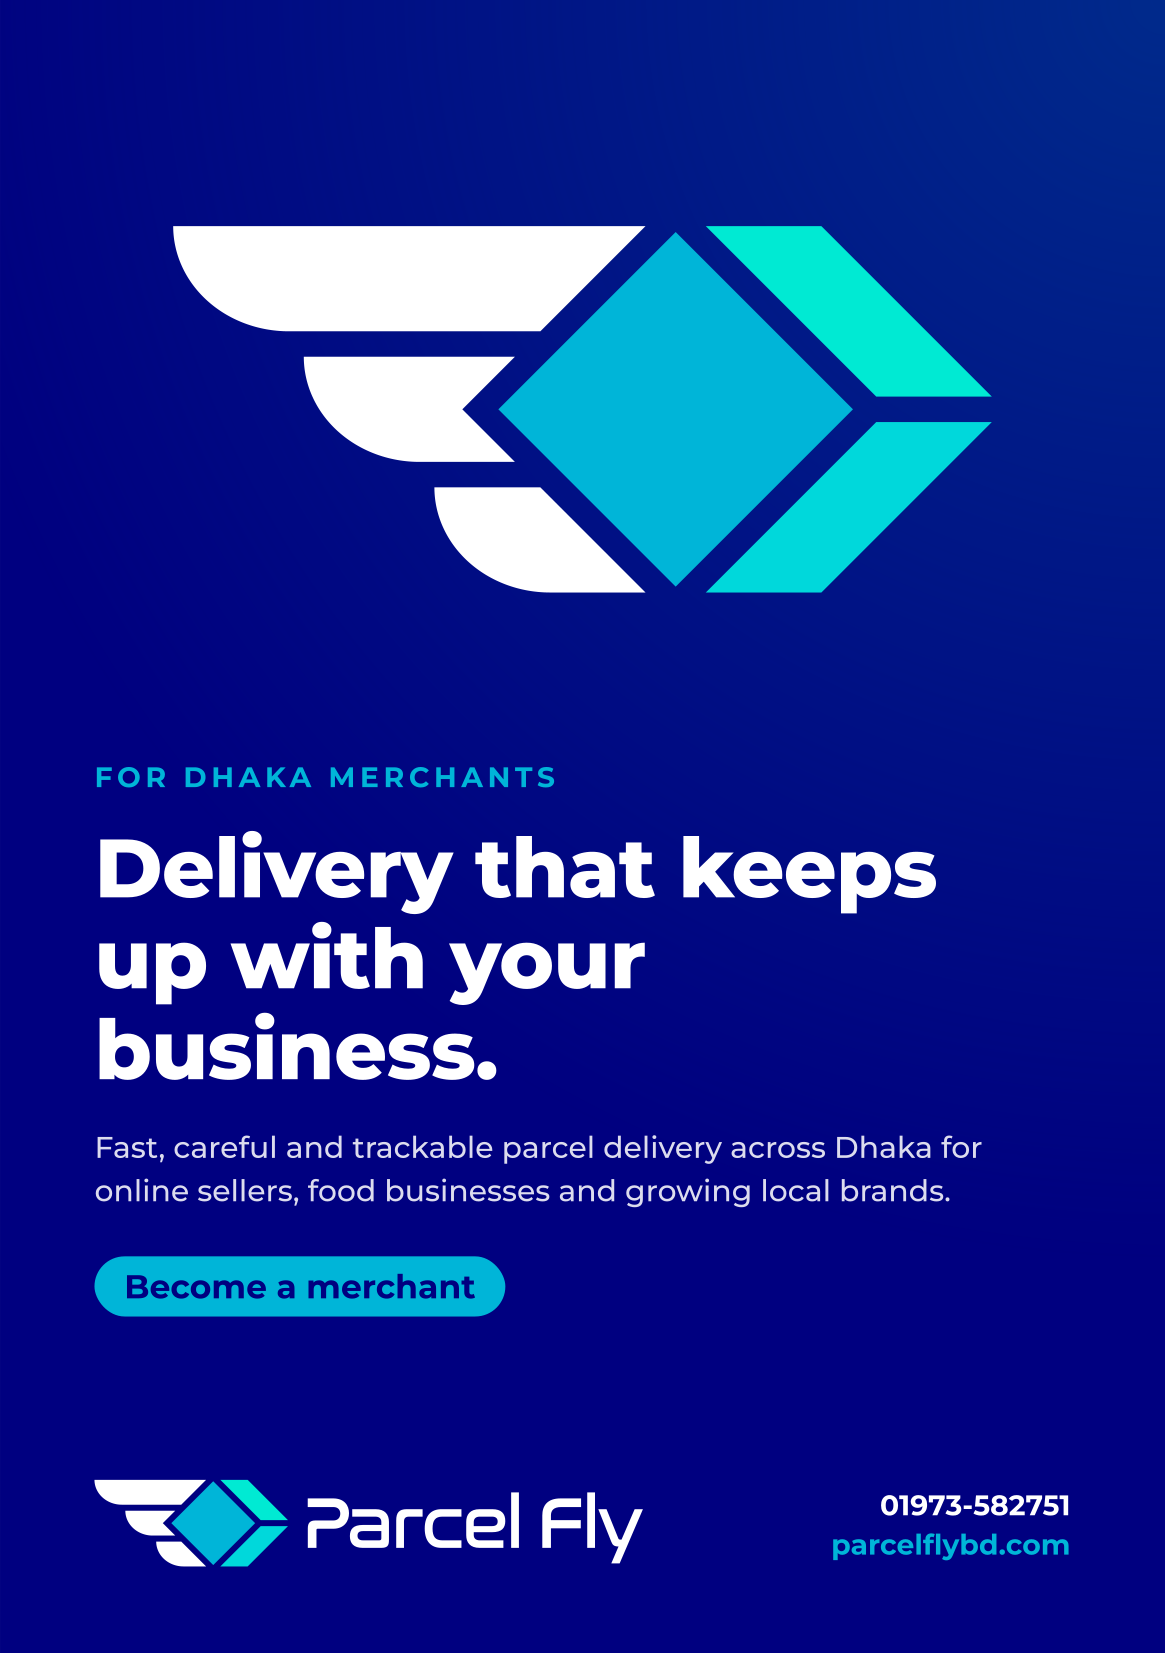 FOR DHAKA MERCHANTS
Delivery that keeps
up with your
business.
Fast, careful and trackable parcel delivery across Dhaka for
online sellers, food businesses and growing local brands.
Become a merchant
Parcel Fly
01973-582751
parcelflybd.com